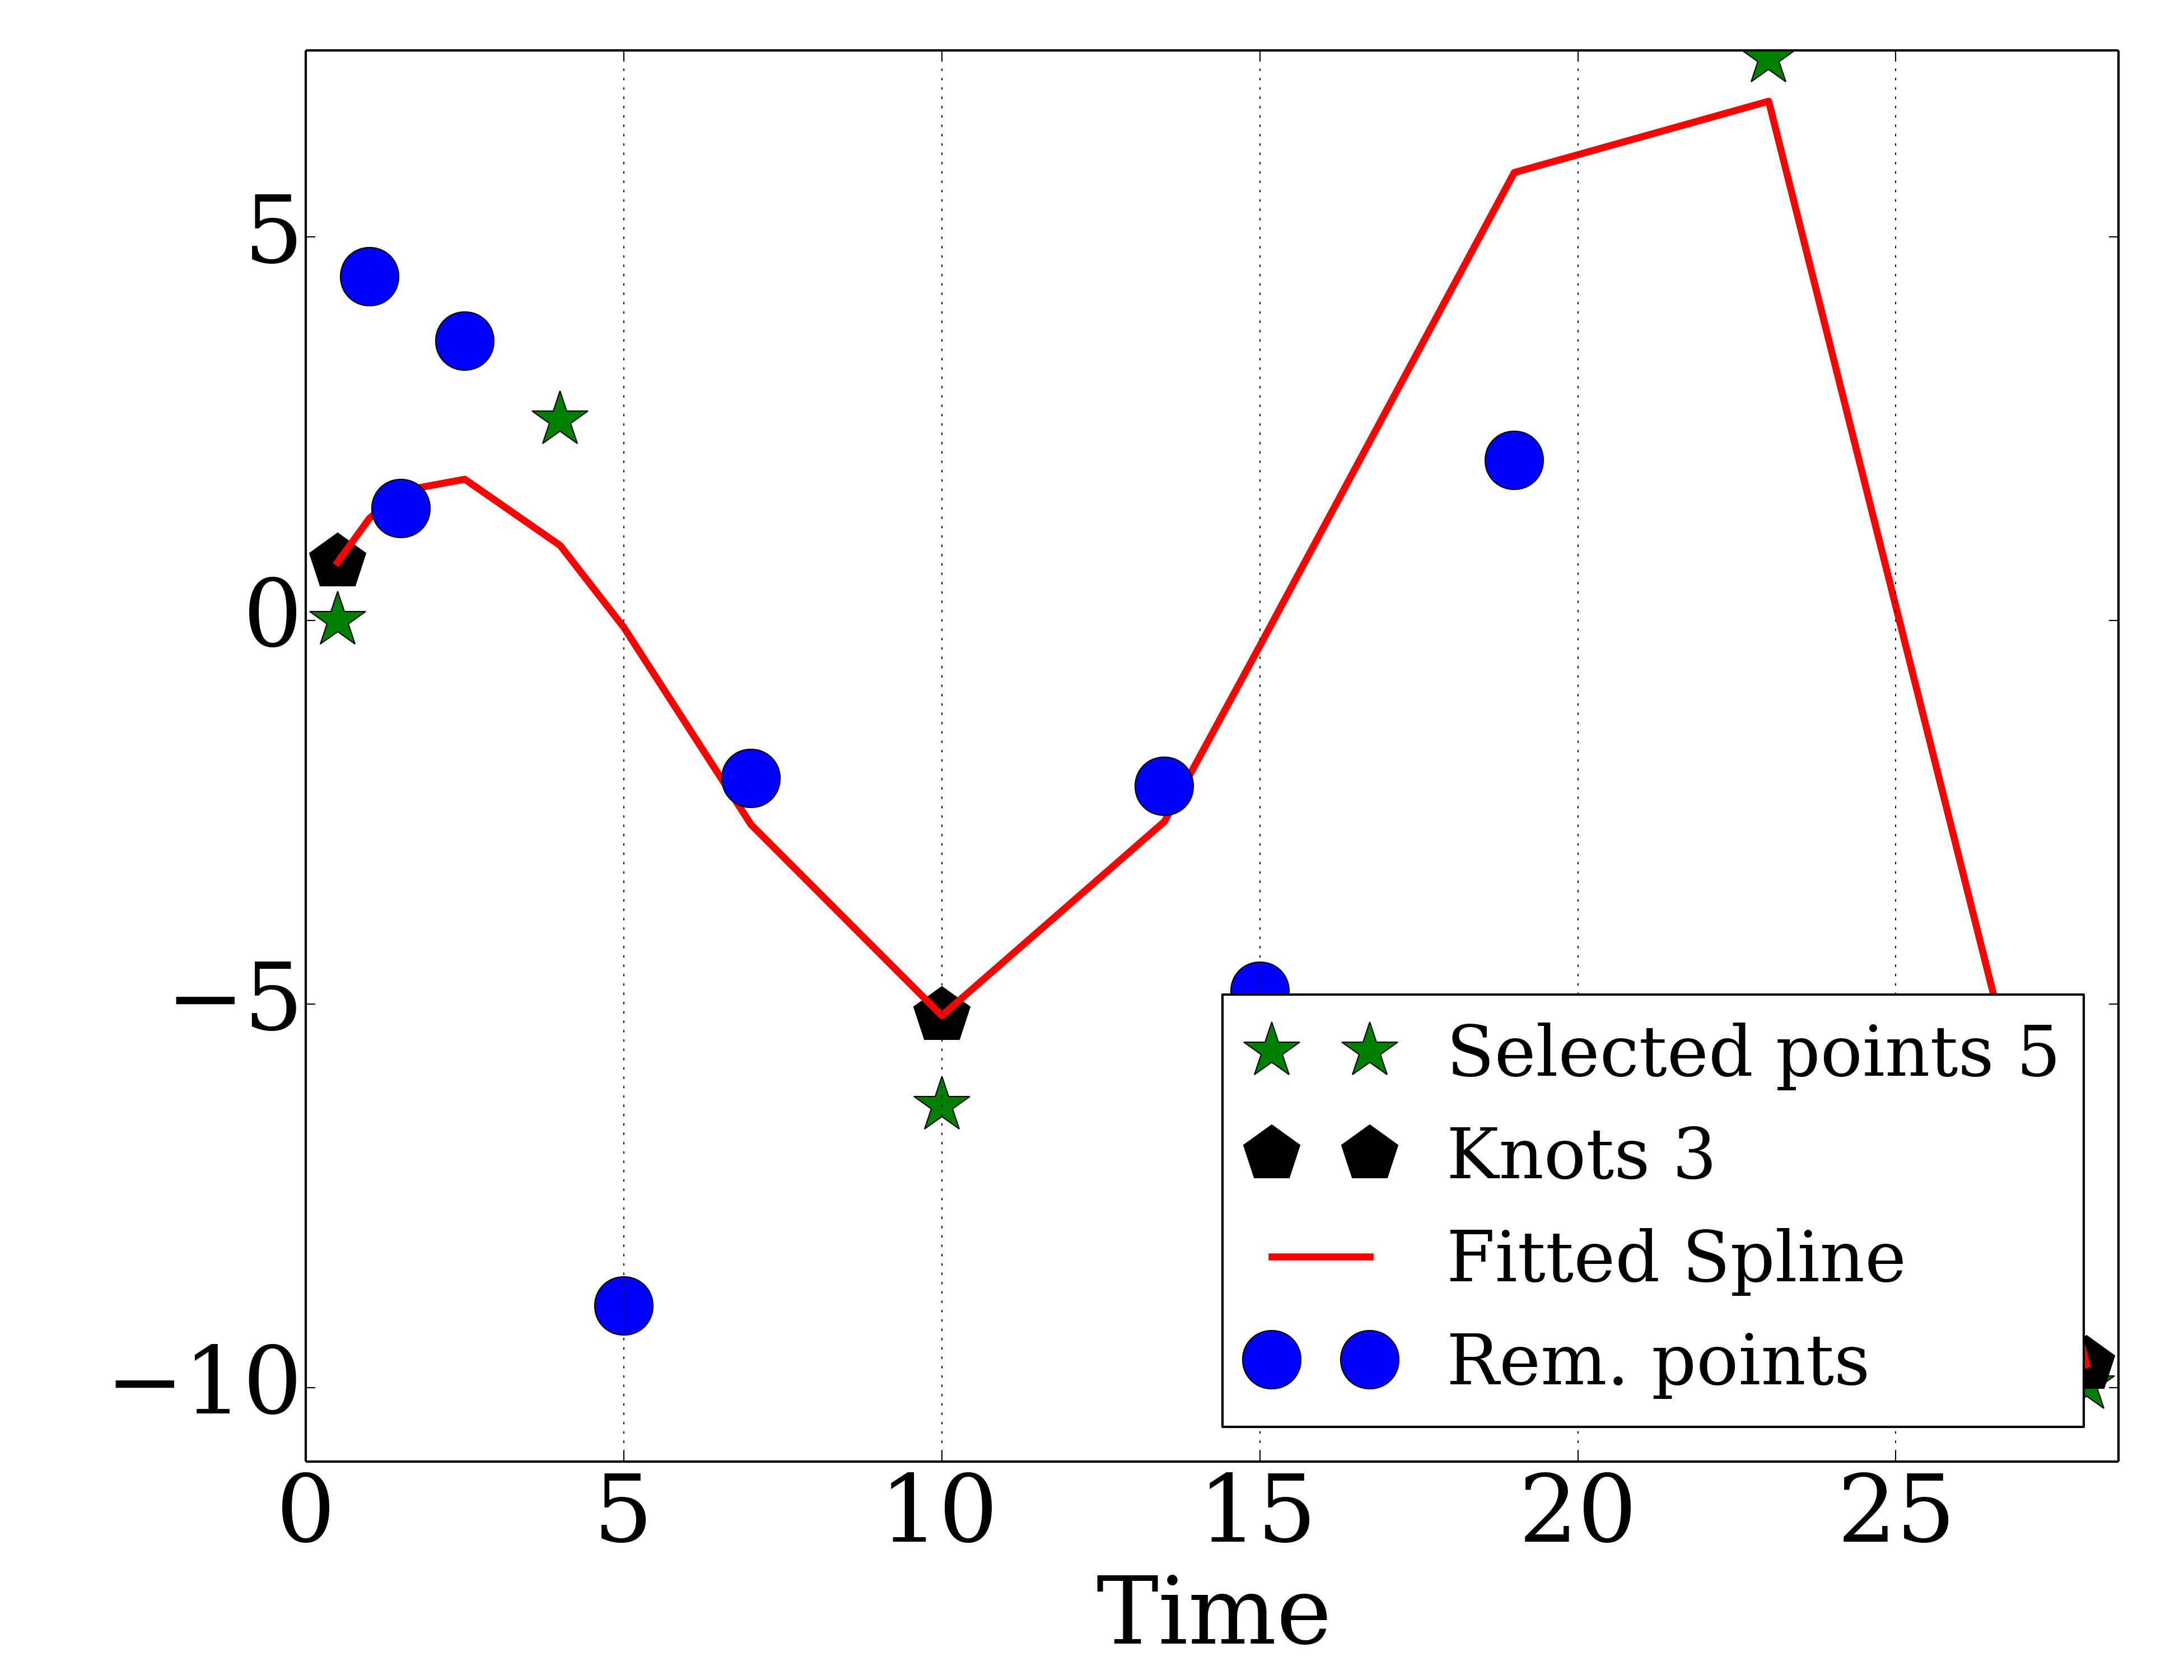 5
0
−5
−10
Selected points 5
Knots 3
Fitted Spline
Rem. points
0 5 10 15 20 25
Time